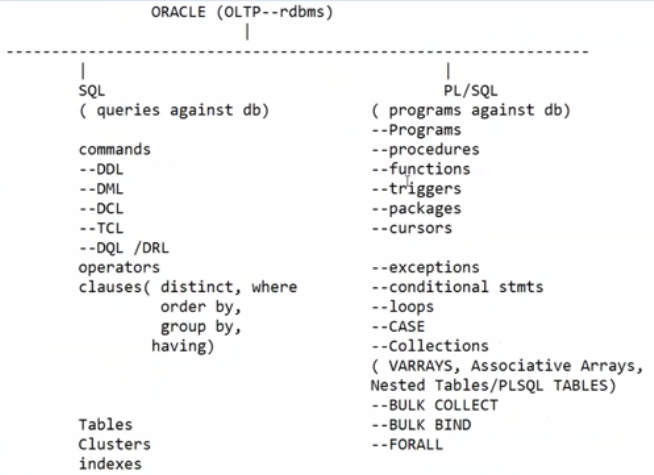 ORACLE (OLTP--rdbms)
|
-----------------------------------------------------------------
| |
SQL PL/SQL
( queries against db) ( programs against db)
--Programs
commands --procedures
--DDL --functions
--DML --triggers
--DCL --packages
--TCL --cursors
--DQL /DRL
operators --exceptions
clauses( distinct, where --conditional stmts
order by, --loops
group by, --CASE
having) --Collections
( VARRAYS, Associative Arrays,
Nested Tables/PLSQL TABLES)
--BULK COLLECT
Tables --BULK BIND
Clusters --FORALL
indexes